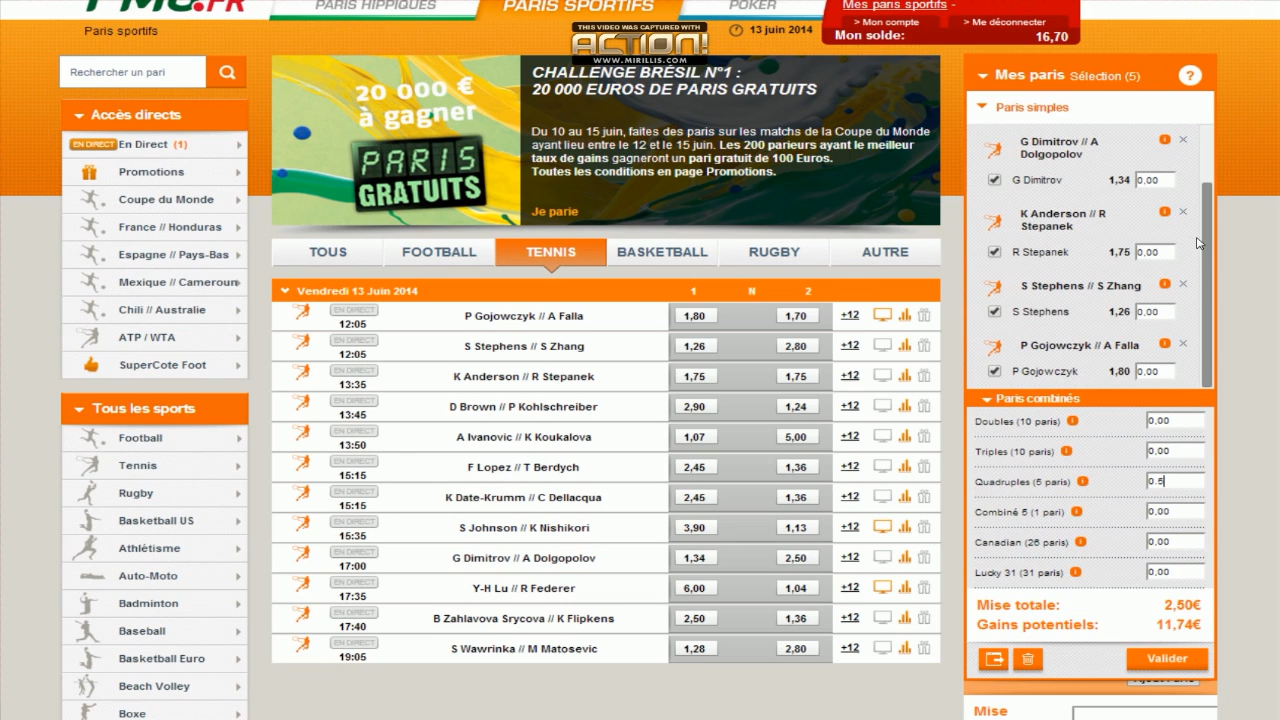 PMU.FR
PARIS HIPPIQUES
PARIS SPORTIFS
POKER
Mes paris sportifs -
> Mon compte
> Me déconnecter
Mon solde:
16,70
Paris sportifs
THIS VIDEO WAS CAPTURED WITH
ACTION!
WWW.MIRILLIS.COM
13 juin 2014
Rechercher un pari
Accès directs
EN DIRECT En Direct (1)
Promotions
Coupe du Monde
France // Honduras
Espagne // Pays-Bas
Mexique // Cameroun
Chili // Australie
ATP / WTA
SuperCote Foot
Tous les sports
Football
Tennis
Rugby
Basketball US
Athlétisme
Auto-Moto
Badminton
Baseball
Basketball Euro
Beach Volley
Boxe
20 000 €
à gagner
PARIS
GRATUITS
CHALLENGE BRÉSIL N°1 :
20 000 EUROS DE PARIS GRATUITS
Du 10 au 15 juin, faites des paris sur les matchs de la Coupe du Monde
ayant lieu entre le 12 et le 15 juin. Les 200 parieurs ayant le meilleur
taux de gains gagneront un pari gratuit de 100 Euros.
Toutes les conditions en page Promotions.
Je parie
TOUS
FOOTBALL
TENNIS
BASKETBALL
RUGBY
AUTRE
Vendredi 13 Juin 2014 1 N 2
EN DIRECT
12:05 P Gojowczyk // A Falla 1,80 1,70 +12
EN DIRECT
12:05 S Stephens // S Zhang 1,26 2,80 +12
EN DIRECT
13:35 K Anderson // R Stepanek 1,75 1,75 +12
EN DIRECT
13:45 D Brown // P Kohlschreiber 2,90 1,24 +12
EN DIRECT
13:50 A Ivanovic // K Koukalova 1,07 5,00 +12
EN DIRECT
15:15 F Lopez // T Berdych 2,45 1,36 +12
EN DIRECT
15:15 K Date-Krumm // C Dellacqua 2,45 1,36 +12
EN DIRECT
15:35 S Johnson // K Nishikori 3,90 1,13 +12
EN DIRECT
17:00 G Dimitrov // A Dolgopolov 1,34 2,50 +12
EN DIRECT
17:35 Y-H Lu // R Federer 6,00 1,04 +12
EN DIRECT
17:40 B Zahlavova Srycova // K Flipkens 2,50 1,36 +12
EN DIRECT
19:05 S Wawrinka // M Matosevic 1,28 2,80 +12
Mes paris Sélection (5) ?
Paris simples
G Dimitrov // A
Dolgopolov
G Dimitrov 1,34 0,00
K Anderson // R
Stepanek
R Stepanek 1,75 0,00
S Stephens // S Zhang
S Stephens 1,26 0,00
P Gojowczyk // A Falla
P Gojowczyk 1,80 0,00
Paris combinés
Doubles (10 paris) 0,00
Triples (10 paris) 0,00
Quadruples (5 paris) 0.5
Combiné 5 (1 pari) 0,00
Canadian (26 paris) 0,00
Lucky 31 (31 paris) 0,00
Mise totale: 2,50€
Gains potentiels: 11,74€
Valider
Mise